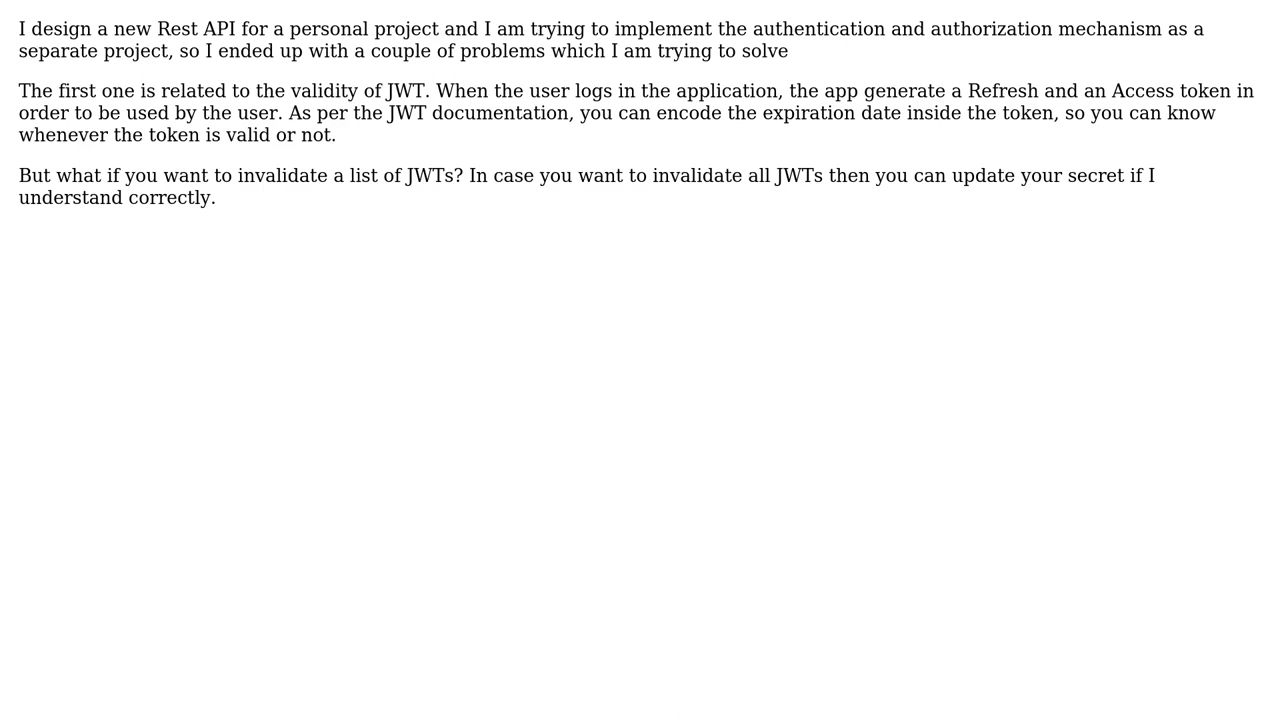 I design a new Rest API for a personal project and I am trying to implement the authentication and authorization mechanism as a
separate project, so I ended up with a couple of problems which I am trying to solve
The first one is related to the validity of JWT. When the user logs in the application, the app generate a Refresh and an Access token in
order to be used by the user. As per the JWT documentation, you can encode the expiration date inside the token, so you can know
whenever the token is valid or not.
But what if you want to invalidate a list of JWTs? In case you want to invalidate all JWTs then you can update your secret if I
understand correctly.